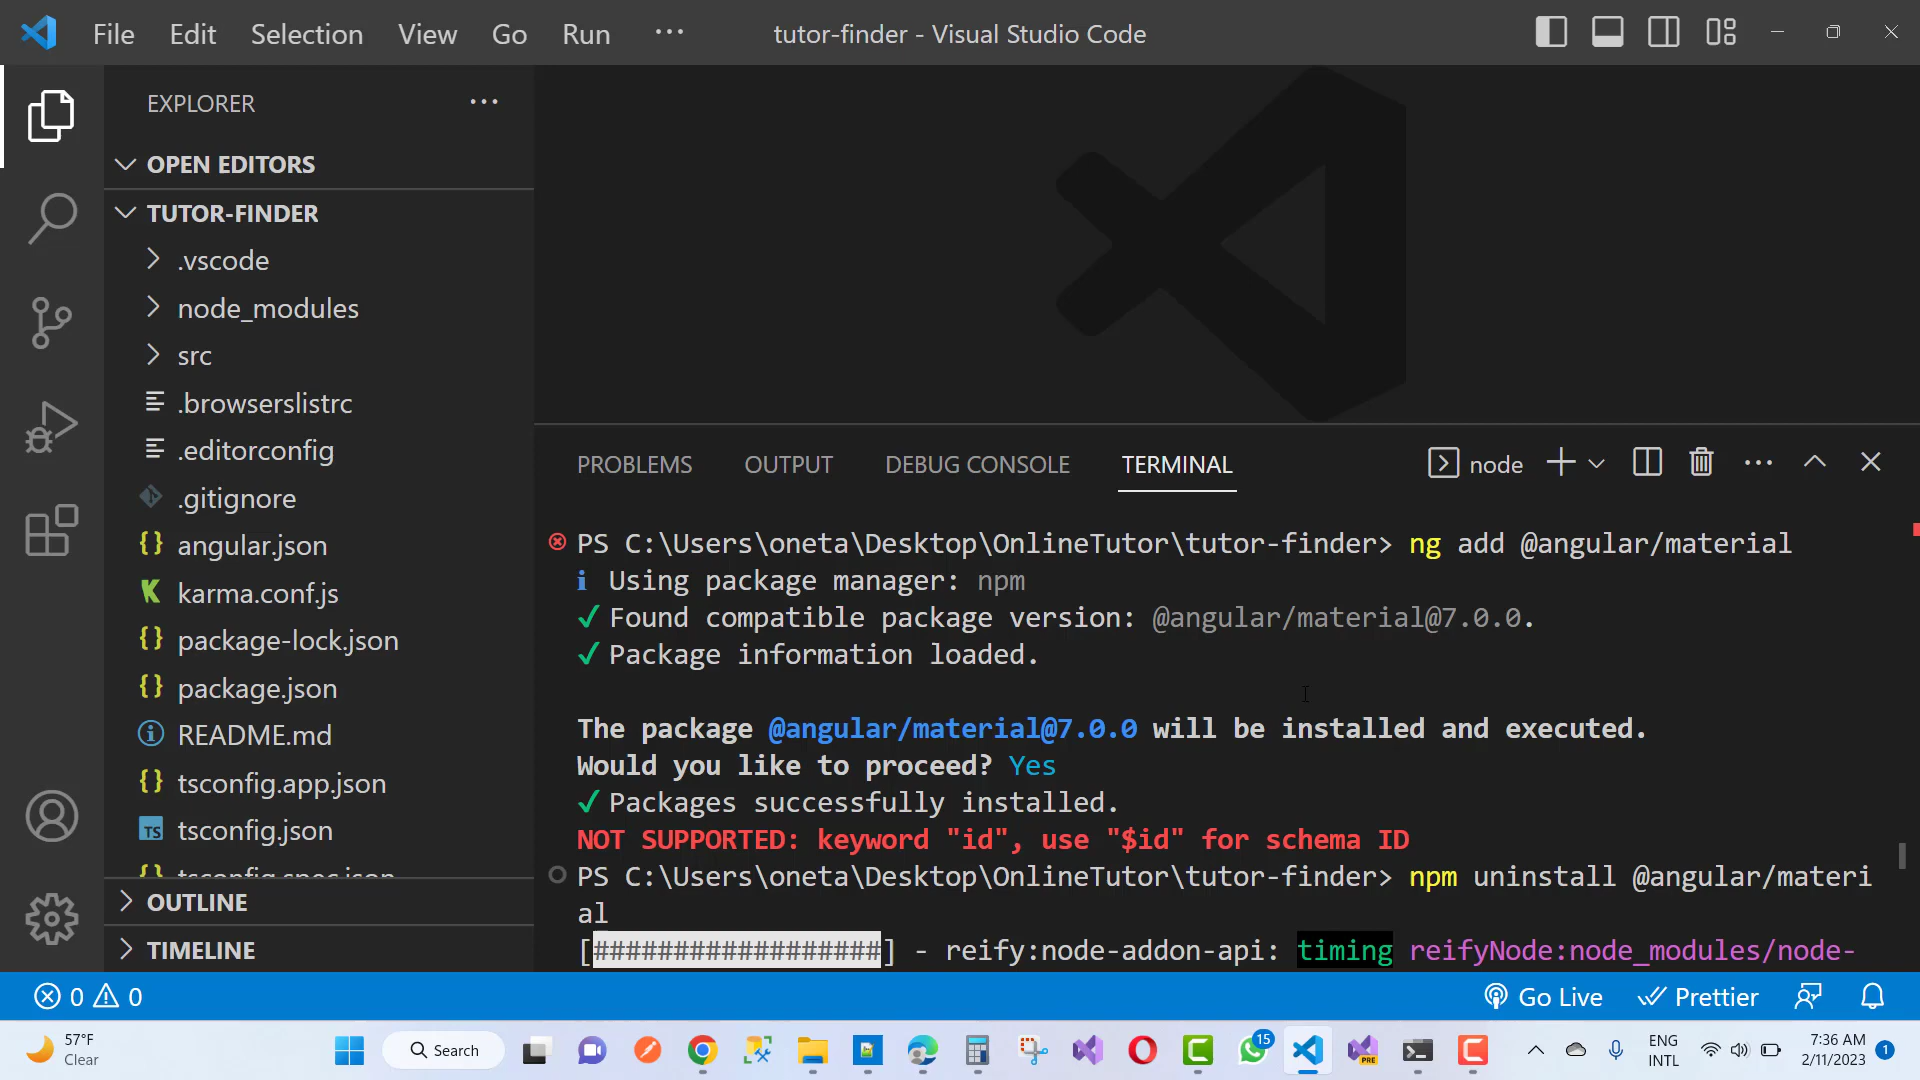 File Edit Selection View Go Run ··· tutor-finder - Visual Studio Code
EXPLORER ···
OPEN EDITORS
TUTOR-FINDER
.vscode
node_modules
src
.browserslistrc
.editorconfig
.gitignore
angular.json
karma.conf.js
package-lock.json
package.json
README.md
tsconfig.app.json
TS tsconfig.json
tsconfig.spec.json
OUTLINE
TIMELINE
PROBLEMS OUTPUT DEBUG CONSOLE TERMINAL node
PS C:\Users\oneta\Desktop\OnlineTutor\tutor-finder> ng add @angular/material
i Using package manager: npm
✓ Found compatible package version: @angular/material@7.0.0.
✓ Package information loaded.
The package @angular/material@7.0.0 will be installed and executed.
Would you like to proceed? Yes
✓ Packages successfully installed.
NOT SUPPORTED: keyword "id", use "$id" for schema ID
PS C:\Users\oneta\Desktop\OnlineTutor\tutor-finder> npm uninstall @angular/materi
al
[##################] - reify:node-addon-api: timing reifyNode:node_modules/node-
0 0 Go Live Prettier
57°F
Clear
Search
15
PRE
ENG
INTL
7:36 AM
2/11/2023
1